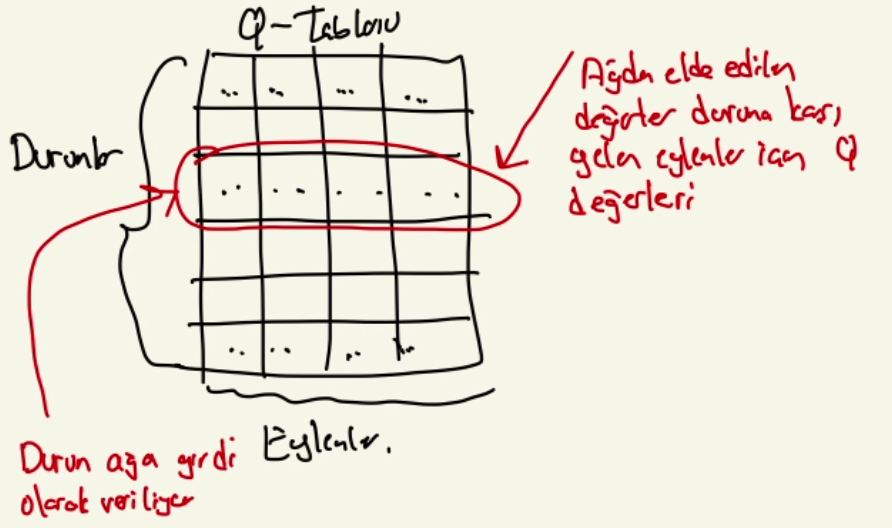 Q-Tablosu
Durumlar
Ağdan elde edilen
değerler duruma karşı
gelen eylemler için Q
değerleri
Eylemler.
Durum ağa girdi
olarak veriliyor